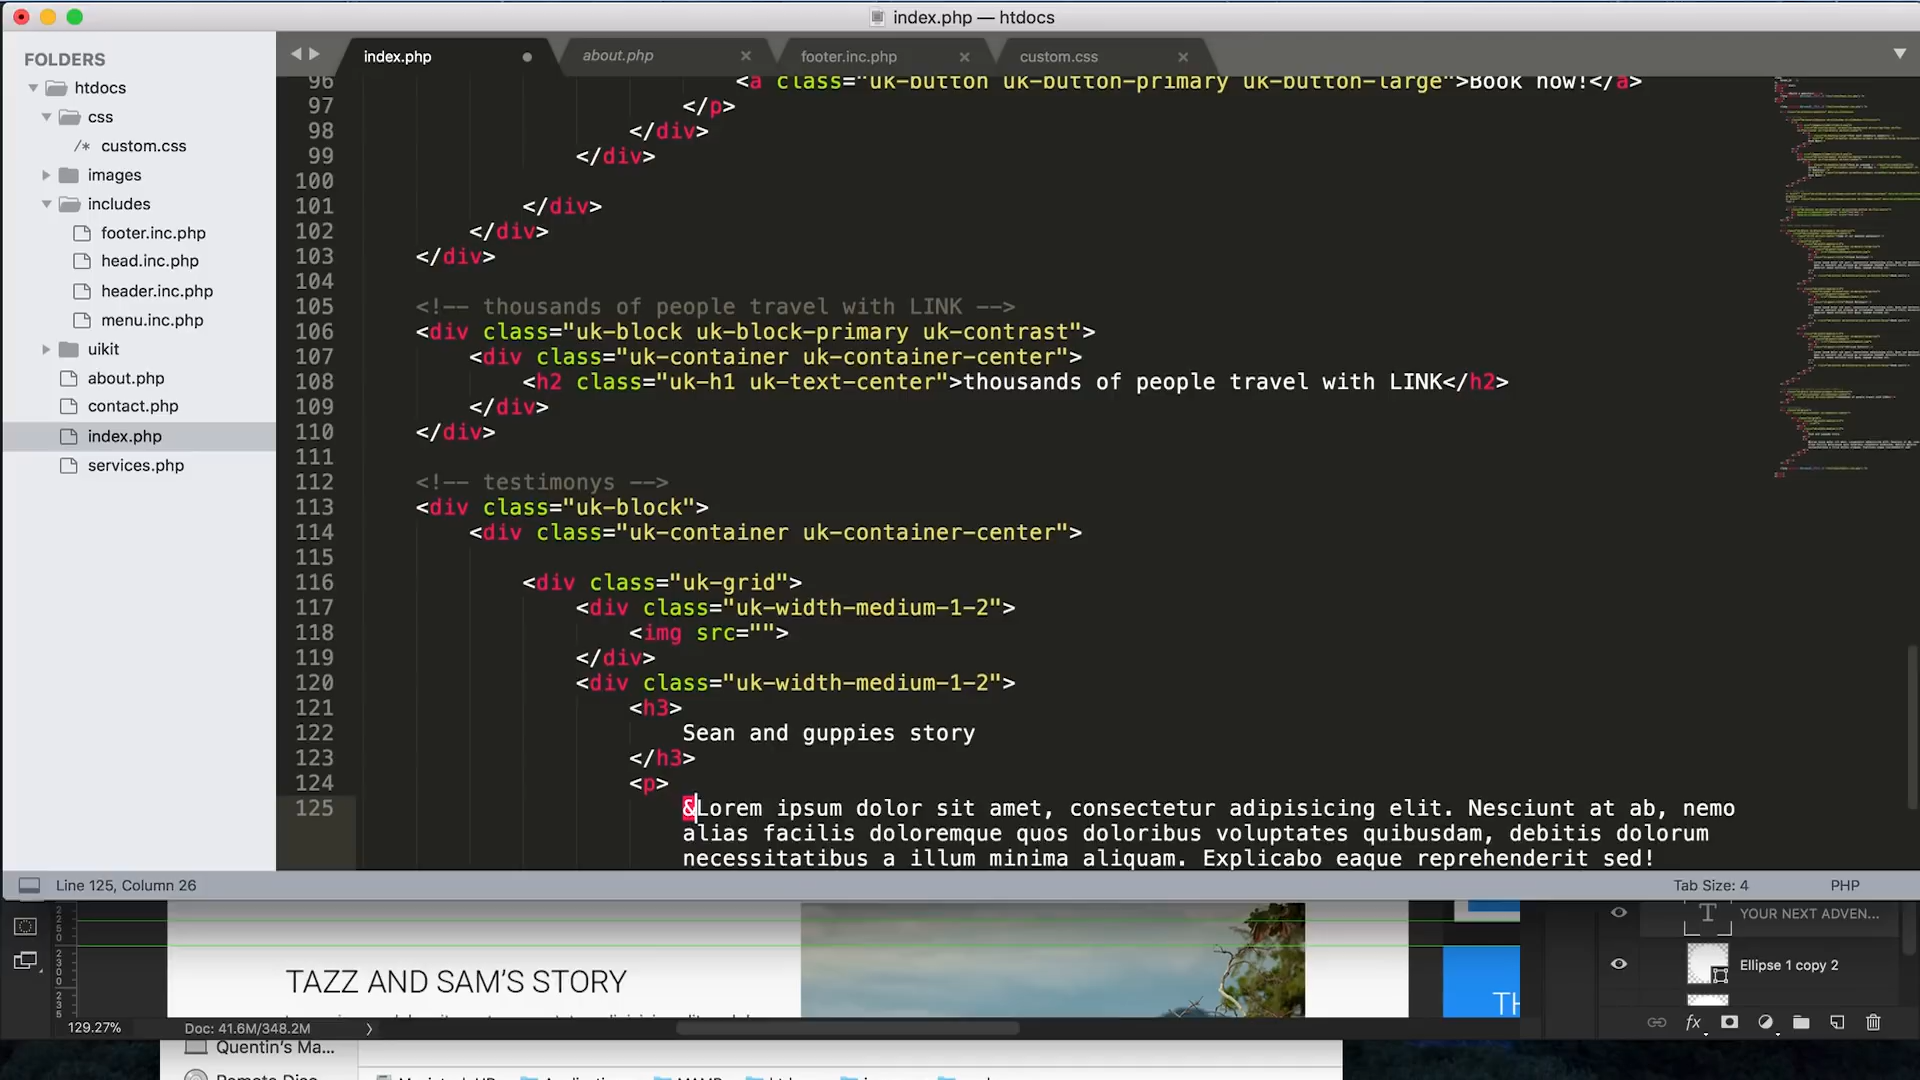 index.php — htdocs
FOLDERS
htdocs
css
/* custom.css
images
includes
footer.inc.php
head.inc.php
header.inc.php
menu.inc.php
uikit
about.php
contact.php
index.php
services.php
index.php
about.php
footer.inc.php
custom.css
96 <a class="uk-button uk-button-primary uk-button-large">Book now!</a>
97 </p>
98 </div>
99 </div>
100
101 </div>
102 </div>
103 </div>
104
105 <!-- thousands of people travel with LINK -->
106 <div class="uk-block uk-block-primary uk-contrast">
107 <div class="uk-container uk-container-center">
108 <h2 class="uk-h1 uk-text-center">thousands of people travel with LINK</h2>
109 </div>
110 </div>
111
112 <!-- testimonys -->
113 <div class="uk-block">
114 <div class="uk-container uk-container-center">
115
116 <div class="uk-grid">
117 <div class="uk-width-medium-1-2">
118 <img src="">
119 </div>
120 <div class="uk-width-medium-1-2">
121 <h3>
122 Sean and guppies story
123 </h3>
124 <p>
125 &Lorem ipsum dolor sit amet, consectetur adipisicing elit. Nesciunt at ab, nemo
alias facilis doloremque quos doloribus voluptates quibusdam, debitis dolorum
necessitatibus a illum minima aliquam. Explicabo eaque reprehenderit sed!
Line 125, Column 26
Tab Size: 4
PHP
TAZZ AND SAM'S STORY
TH
YOUR NEXT ADVEN...
Ellipse 1 copy 2
fx
129.27%
Doc: 41.6M/348.2M
Quentin's Ma...